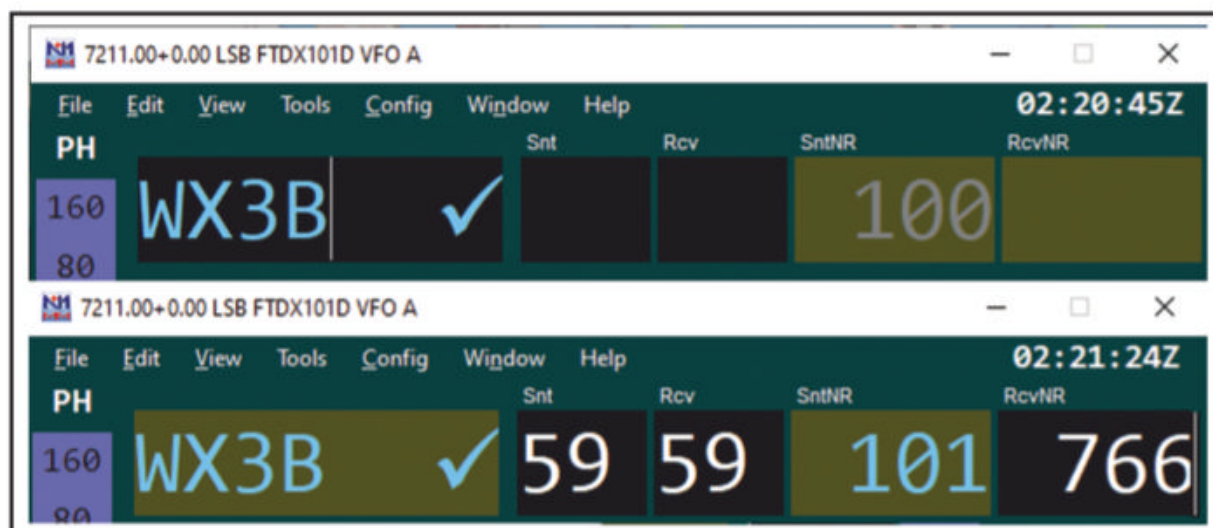 7211.00+0.00 LSB FTDX101D VFO A
File Edit View Tools Config Window Help 02:20:45Z
PH Snt Rcv SntNR RcvNR
160 WX3B ✓ 100
80
7211.00+0.00 LSB FTDX101D VFO A
File Edit View Tools Config Window Help 02:21:24Z
PH Snt Rcv SntNR RcvNR
160 WX3B ✓ 59 59 101 766
80